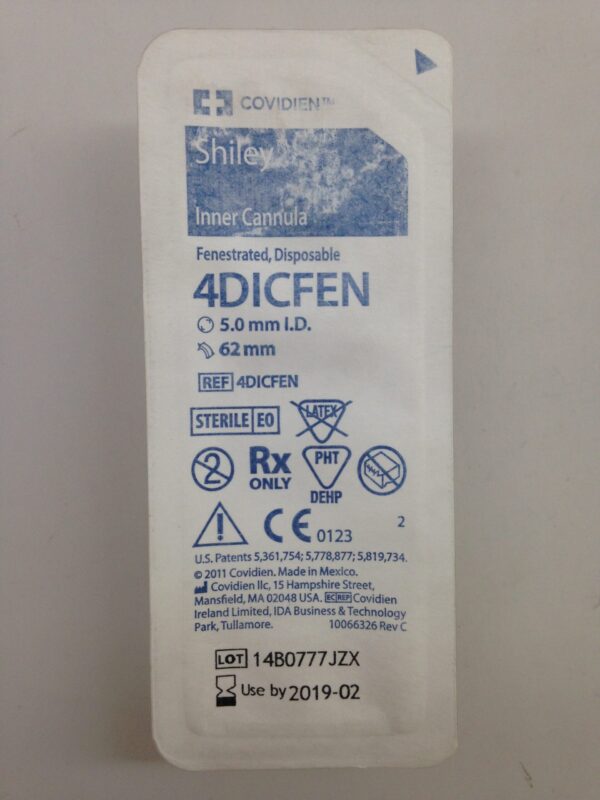 COVIDIEN™
Shiley
Inner Cannula
Fenestrated, Disposable
4DICFEN
5.0 mm I.D.
62 mm
REF 4DICFEN
STERILE EO LATEX
2 Rx ONLY PHT DEHP
CE 0123 2
U.S. Patents 5,361,754; 5,778,877; 5,819,734.
© 2011 Covidien. Made in Mexico.
Covidien llc, 15 Hampshire Street,
Mansfield, MA 02048 USA. EC REP Covidien
Ireland Limited, IDA Business & Technology
Park, Tullamore. 10066326 Rev C
LOT 14B0777JZX
Use by 2019-02